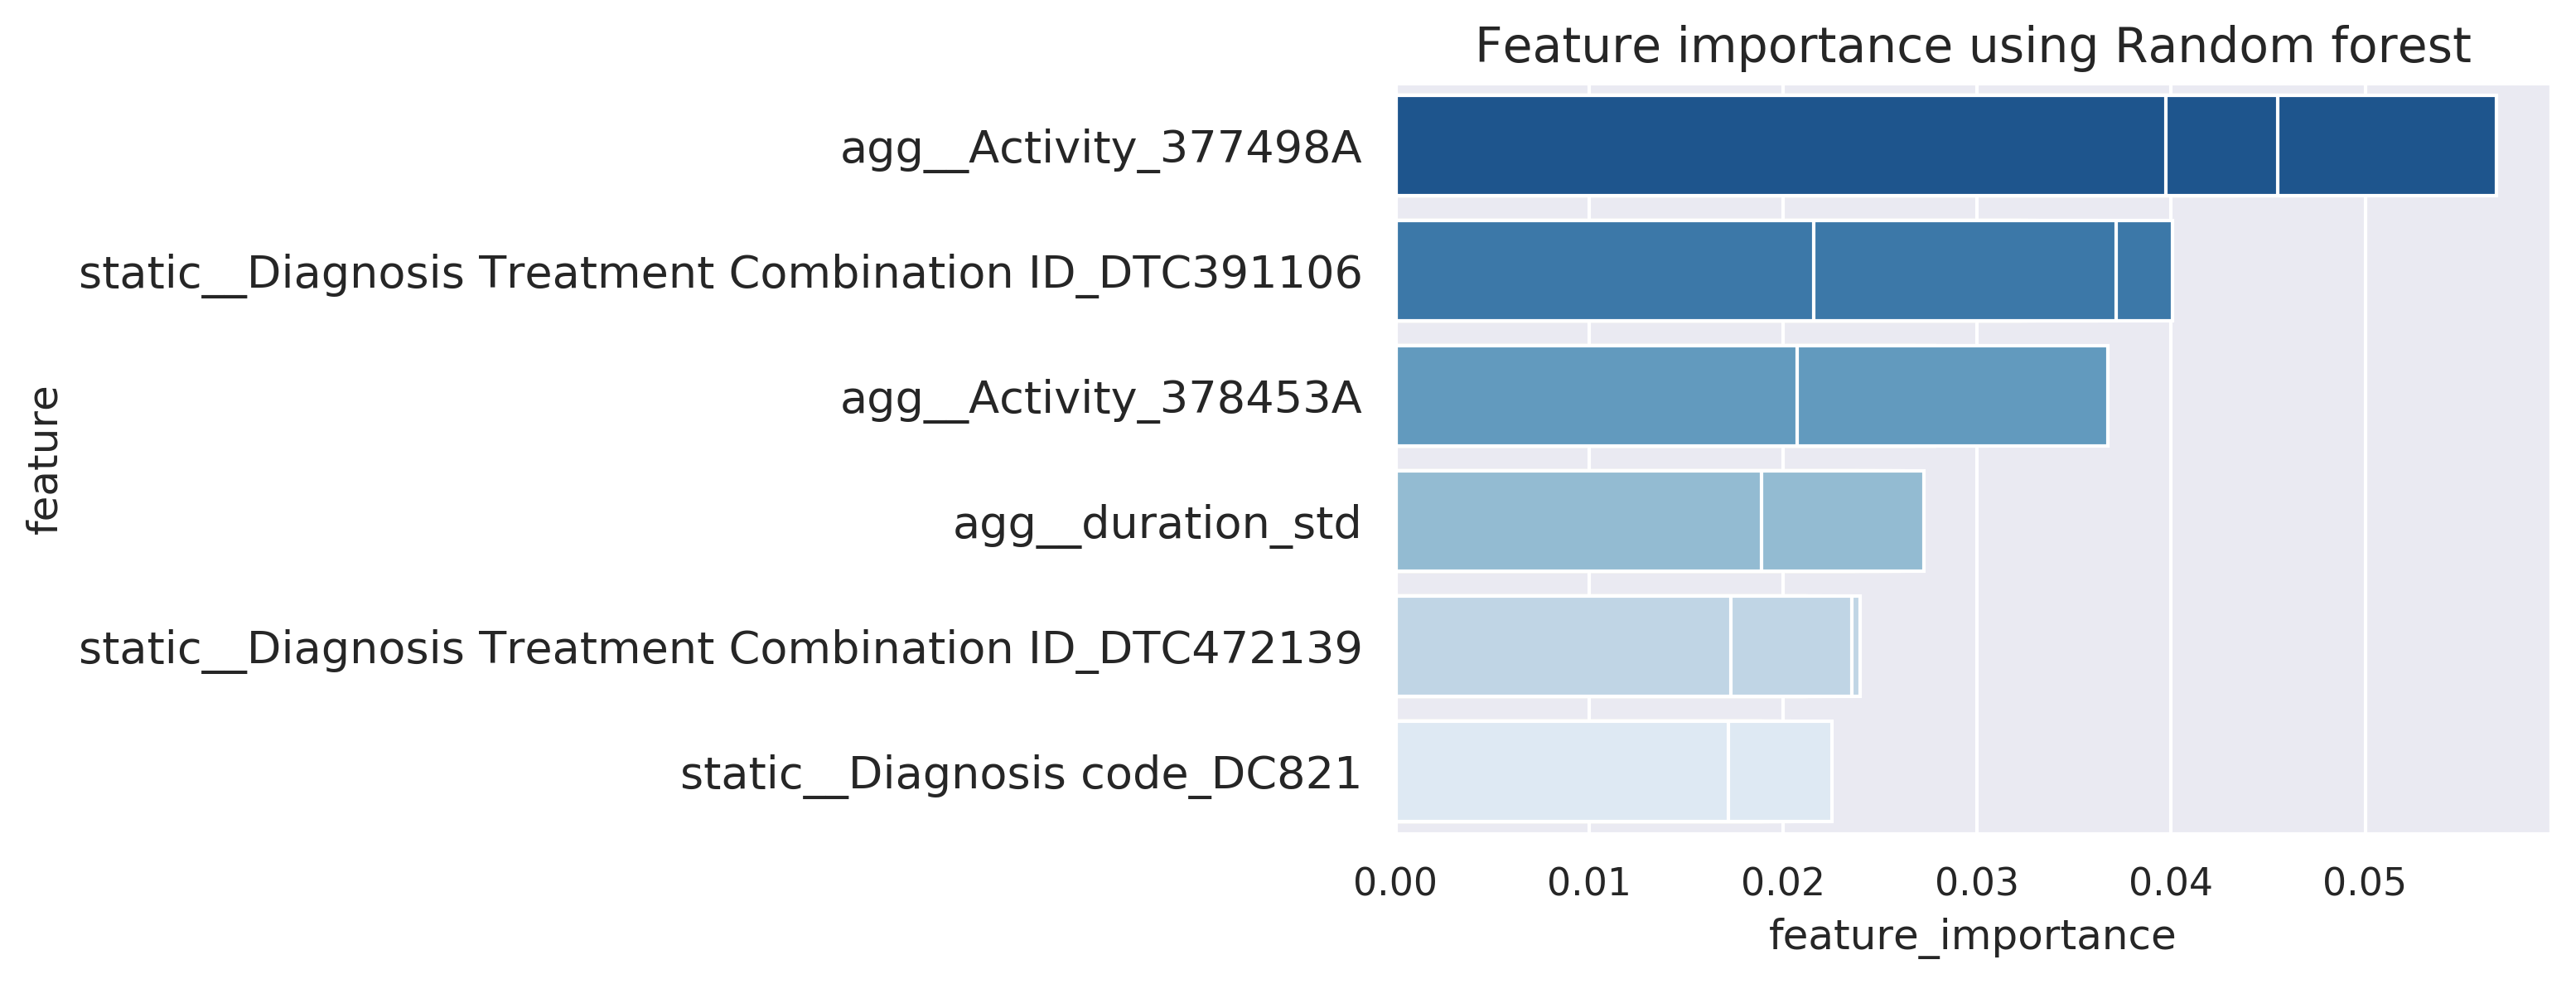 Feature importance using Random forest
agg__Activity_377498A
static__Diagnosis Treatment Combination ID_DTC391106
agg__Activity_378453A
agg__duration_std
static__Diagnosis Treatment Combination ID_DTC472139
static__Diagnosis code_DC821
feature
0.00 0.01 0.02 0.03 0.04 0.05
feature_importance